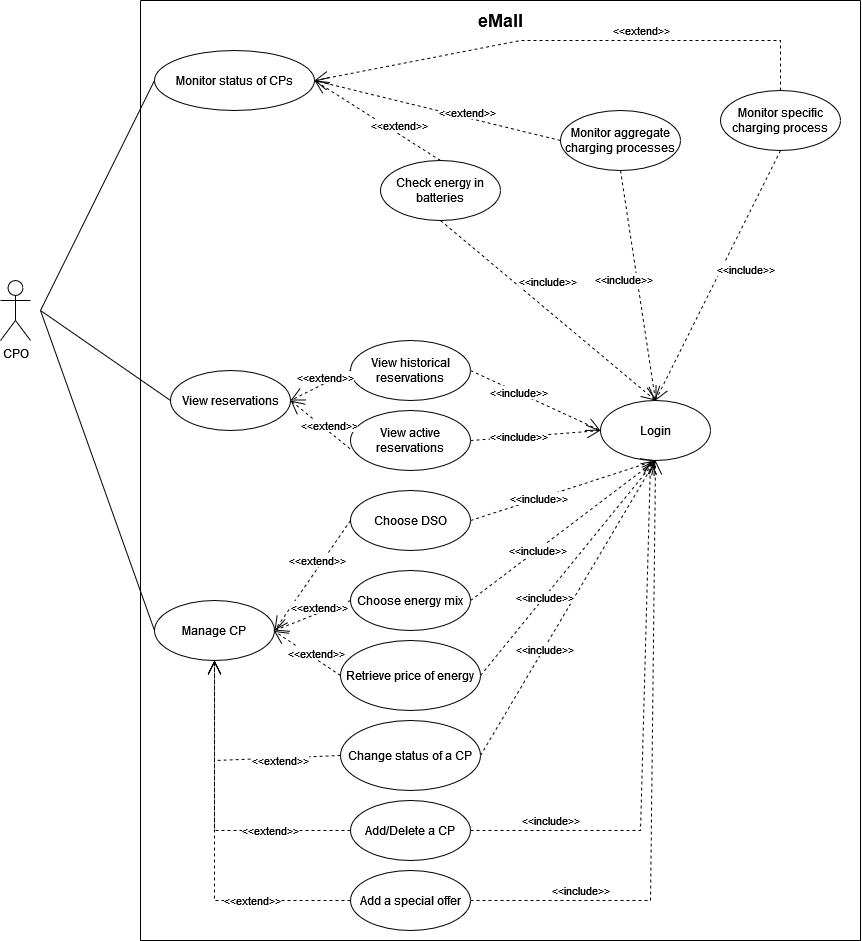 eMall
<<extend>>
Monitor status of CPs
Monitor specific
charging process
<<extend>>
<<extend>>
Monitor aggregate
charging processes
Check energy in
batteries
<<include>>
<<include>>
<<include>>
CPO
View historical
reservations
<<extend>>
<<include>>
View reservations
<<extend>>
View active
reservations
<<include>>
Login
Choose DSO
<<include>>
<<extend>>
<<include>>
Choose energy mix
<<extend>>
<<include>>
Manage CP
<<extend>>
<<include>>
Retrieve price of energy
Change status of a CP
<<extend>>
Add/Delete a CP
<<extend>>
<<include>>
Add a special offer
<<extend>>
<<include>>